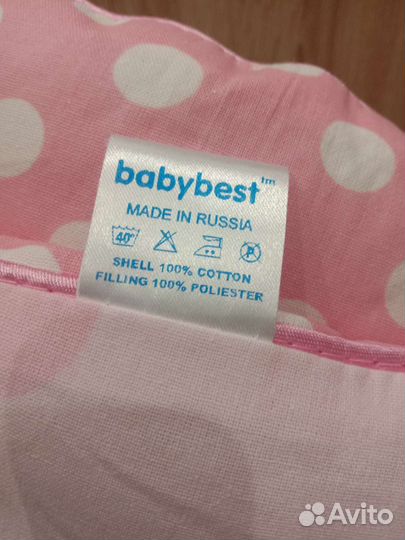 babybest™
MADE IN RUSSIA
40° P
SHELL 100% COTTON
FILLING 100% POLIESTER
Avito